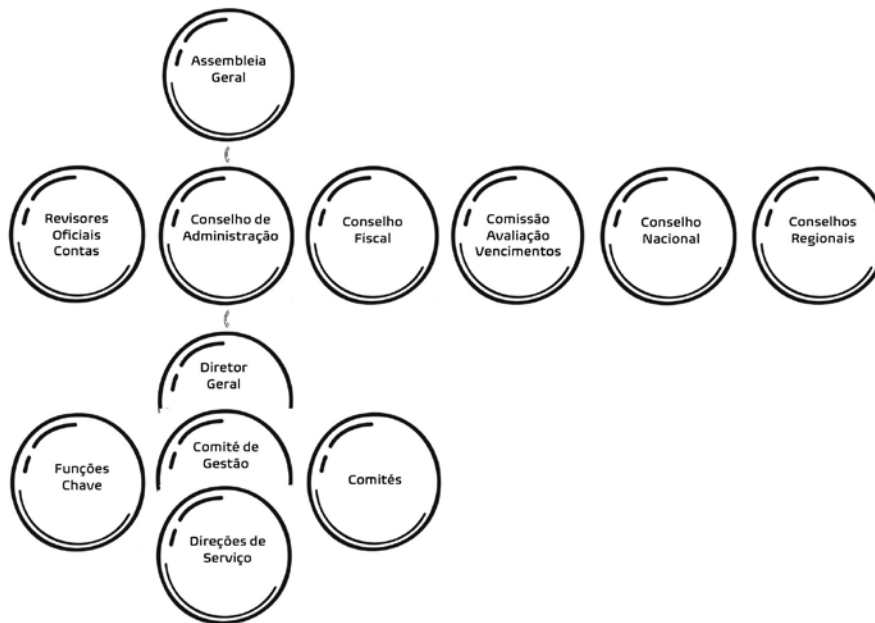 Assembleia
Geral
Revisores
Oficiais
Contas
Conselho de
Administração
Conselho
Fiscal
Comissão
Avaliação
Vencimentos
Conselho
Nacional
Conselhos
Regionais
Diretor
Geral
Comité de
Gestão
Funções
Chave
Comités
Direções de
Serviço